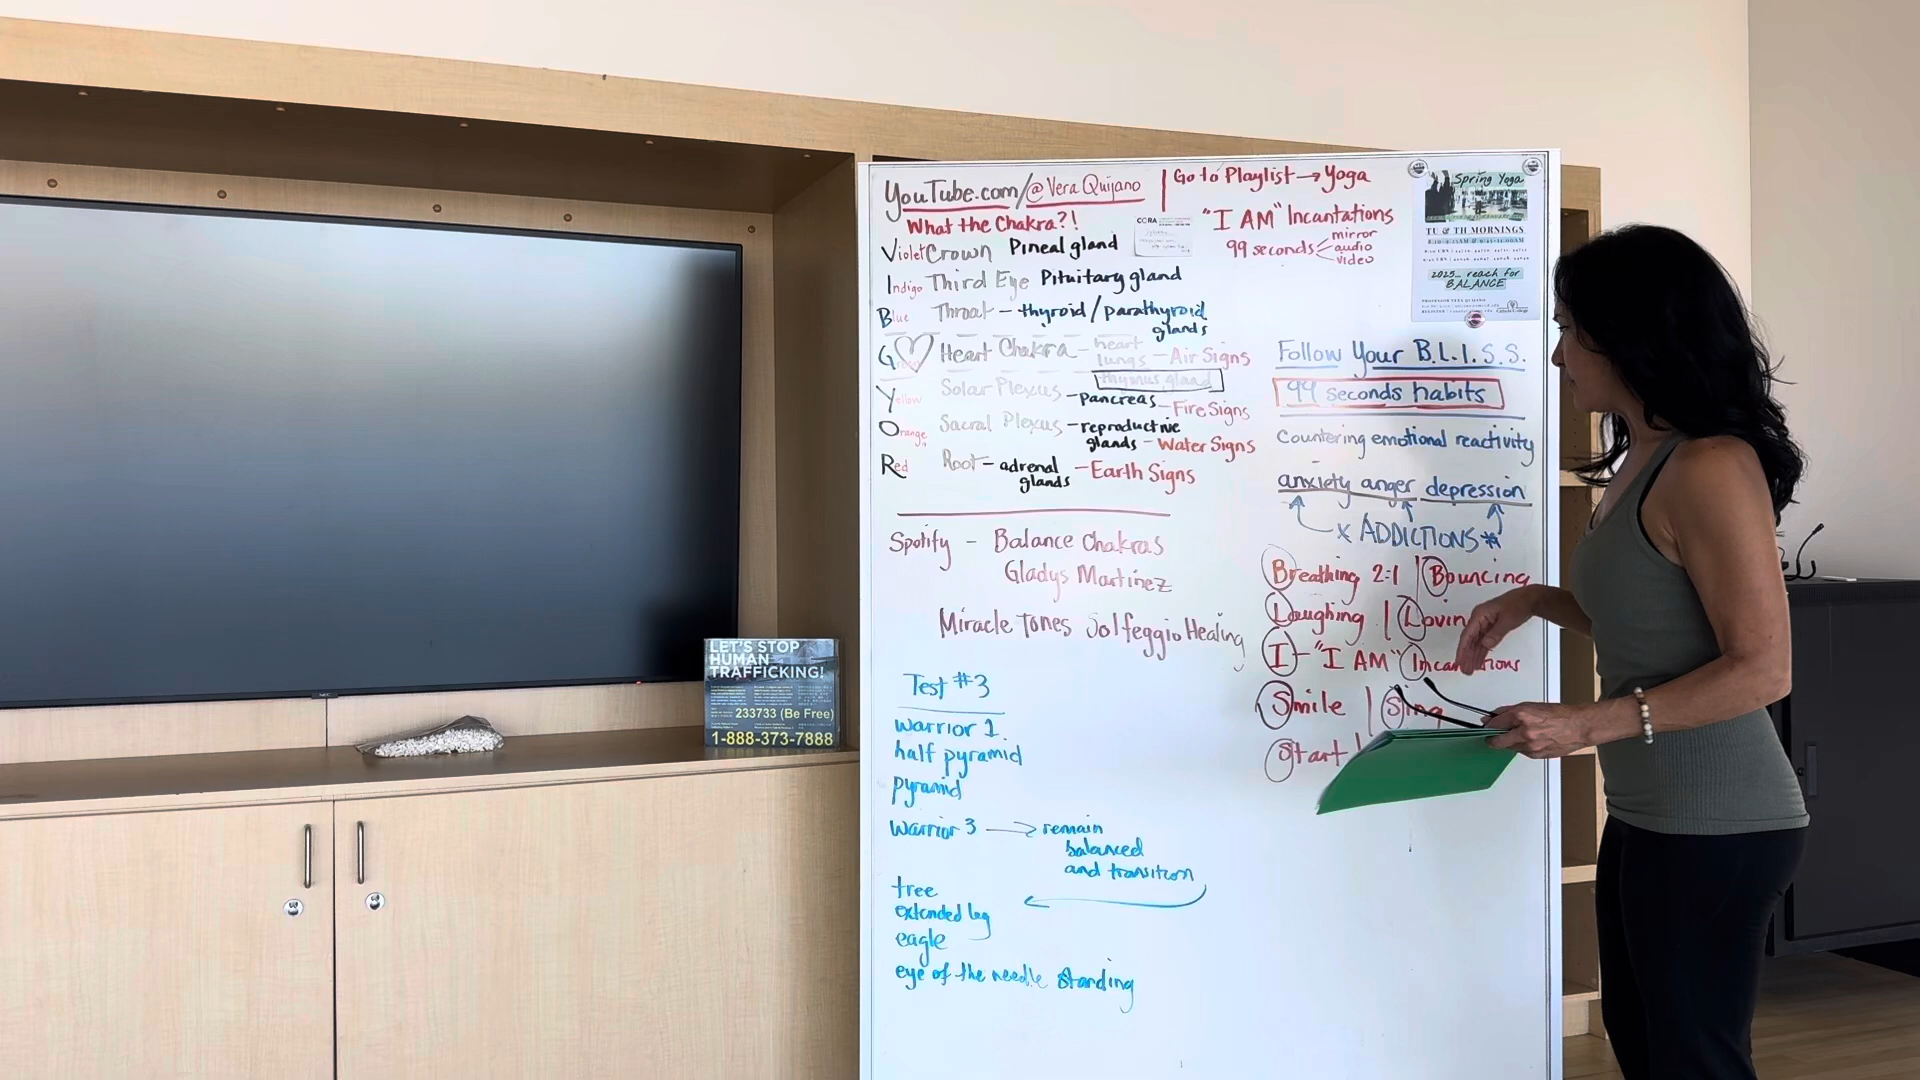 YouTube.com/@Vera Quijano
Go to Playlist → Yoga
What the Chakra?!
Violet Crown Pineal gland
Indigo Third Eye Pituitary gland
Blue Throat - thyroid / parathyroid
glands
Green Heart Chakra - heart
lungs - Air Signs
thymus gland
Yellow Solar Plexus - pancreas - Fire Signs
Orange Sacral Plexus - reproductive
glands - Water Signs
Red Root - adrenal
glands - Earth Signs
Spotify - Balance Chakras
Gladys Martinez
Miracle Tones Solfeggio Healing
Test #3
Warrior 1
half pyramid
pyramid
Warrior 3 → remain
balanced
and transition
tree
extended leg
eagle
eye of the needle standing
CCRA
"I AM" Incantations
99 seconds mirror
audio
video
Spring Yoga
TU & TH MORNINGS
2025... reach for
BALANCE
PROFESSOR VERA QUIJANO
Follow Your B.L.I.S.S.
99 seconds habits
Countering emotional reactivity
anxiety anger depression
x ADDICTIONS *
Breathing 2:1 | Bouncing
Laughing | Lovin
I - "I AM" Incantations
Smile | Sing
Start |
LET'S STOP
HUMAN
TRAFFICKING!
233733 (Be Free)
1-888-373-7888
NEC